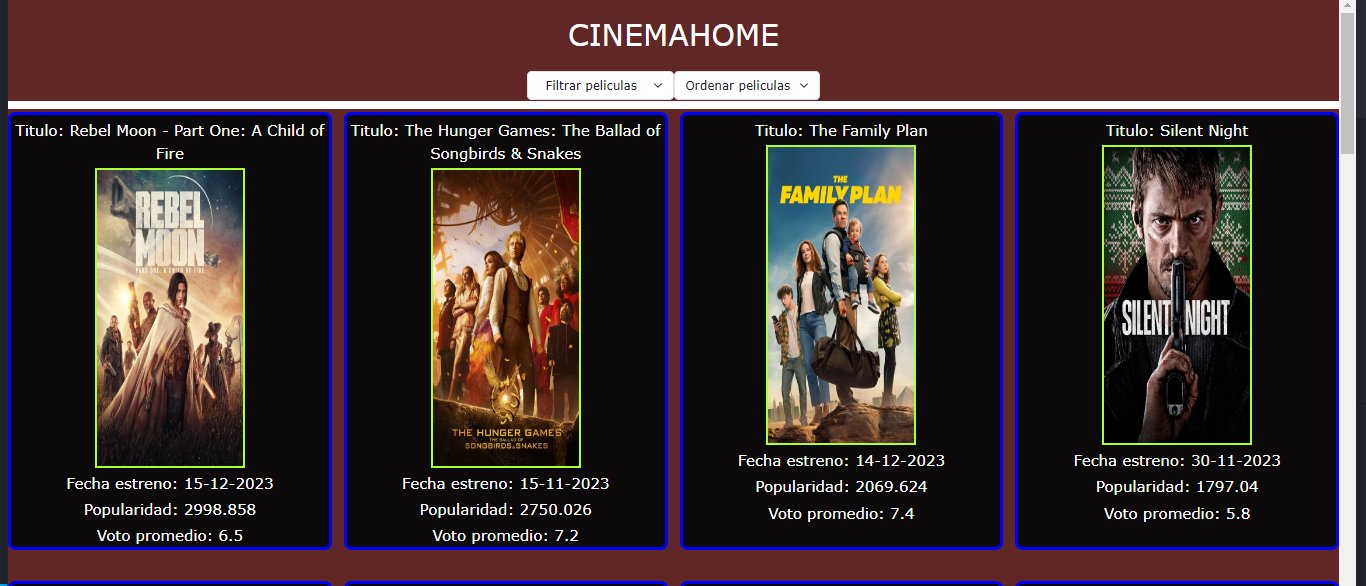 CINEMAHOME
Filtrar peliculas
Ordenar peliculas
Titulo: Rebel Moon - Part One: A Child of
Fire
REBEL
MOON
PART ONE: A CHILD OF FIRE
Fecha estreno: 15-12-2023
Popularidad: 2998.858
Voto promedio: 6.5
Titulo: The Hunger Games: The Ballad of
Songbirds & Snakes
THE HUNGER GAMES
THE BALLAD OF
SONGBIRDS & SNAKES
Fecha estreno: 15-11-2023
Popularidad: 2750.026
Voto promedio: 7.2
Titulo: The Family Plan
THE
FAMILY PLAN
Fecha estreno: 14-12-2023
Popularidad: 2069.624
Voto promedio: 7.4
Titulo: Silent Night
SILENT NIGHT
Fecha estreno: 30-11-2023
Popularidad: 1797.04
Voto promedio: 5.8